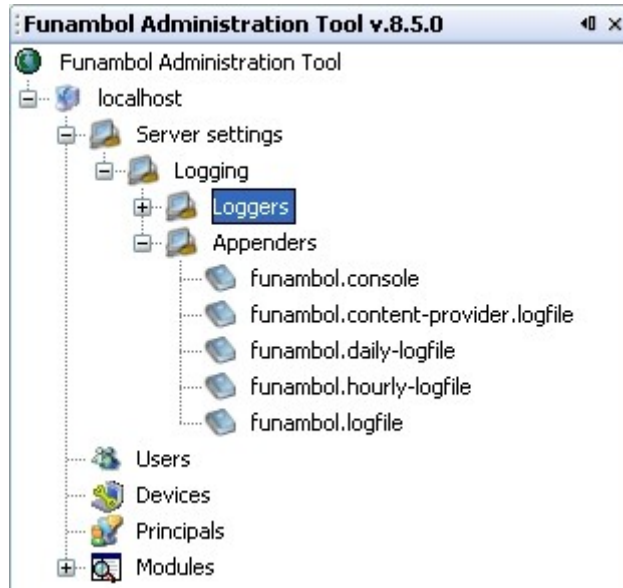 Funambol Administration Tool v.8.5.0
Funambol Administration Tool
localhost
Server settings
Logging
Loggers
Appenders
funambol.console
funambol.content-provider.logfile
funambol.daily-logfile
funambol.hourly-logfile
funambol.logfile
Users
Devices
Principals
Modules